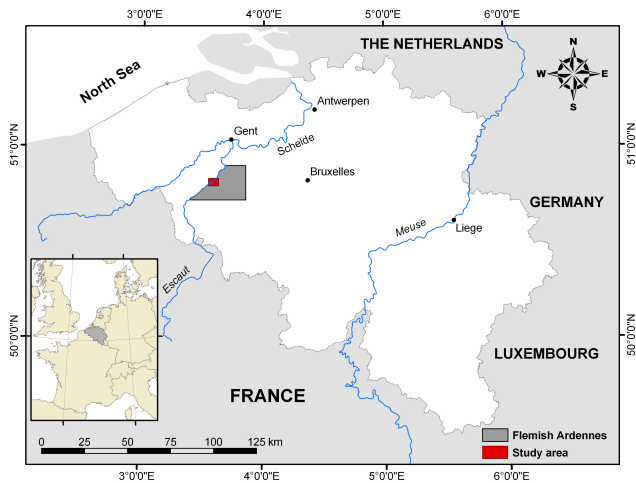 3°0'0"E 4°0'0"E 5°0'0"E 6°0'0"E
THE NETHERLANDS
N
W E
S
North Sea
Antwerpen
Gent
Schelde
51°0'0"N 51°0'0"N
Bruxelles
GERMANY
Meuse
Liege
Escaut
50°0'0"N 50°0'0"N
LUXEMBOURG
FRANCE
Flemish Ardennes
Study area
0 25 50 75 100 125 km
3°0'0"E 4°0'0"E 5°0'0"E 6°0'0"E